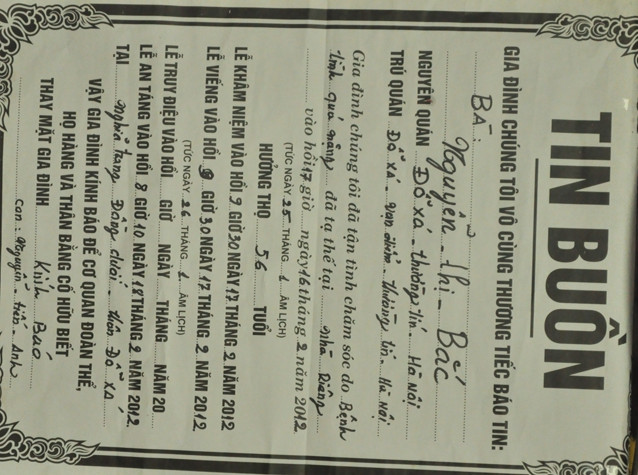 TIN BUỒN
GIA ĐÌNH CHÚNG TÔI VÔ CÙNG THƯƠNG TIẾC BÁO TIN:
BÀ: Nguyễn - Thị - Bắc
NGUYÊN QUÁN Đỗ xá - Thường tín - Hà Nội
TRÚ QUÁN Đỗ xá - Vạn điểm - Thường tín - Hà Nội
Gia đình chúng tôi đã tận tình chăm sóc do Bệnh
tình quá nặng đã tạ thế tại nhà Riêng
vào hồi 17 giờ ngày 16 tháng 2 năm 2012
(TỨC NGÀY 25 THÁNG 1 ÂM LỊCH)
HƯỞNG THỌ 56 TUỔI
LỄ KHÂM NIỆM VÀO HỒI 9 GIỜ 30 NGÀY 17 THÁNG 2 NĂM 2012
LỄ VIẾNG VÀO HỒI GIỜ 30 NGÀY 17 THÁNG 2 NĂM 2012
(TỨC NGÀY 26 THÁNG 1 ÂM LỊCH)
LỄ TRUY ĐIỆU VÀO HỒI GIỜ NGÀY THÁNG NĂM 20
LỄ AN TÁNG VÀO HỒI 8 GIỜ 10 NGÀY 18 THÁNG 2 NĂM 2012
TẠI Nghĩa trang Đồng chuối - thôn Đỗ xá
VẬY GIA ĐÌNH KÍNH BÁO ĐỂ CƠ QUAN ĐOÀN THỂ,
HỌ HÀNG VÀ THÂN BẰNG CỐ HỮU BIẾT
THAY MẶT GIA ĐÌNH Kính Báo
con: Nguyễn - tiến Anh